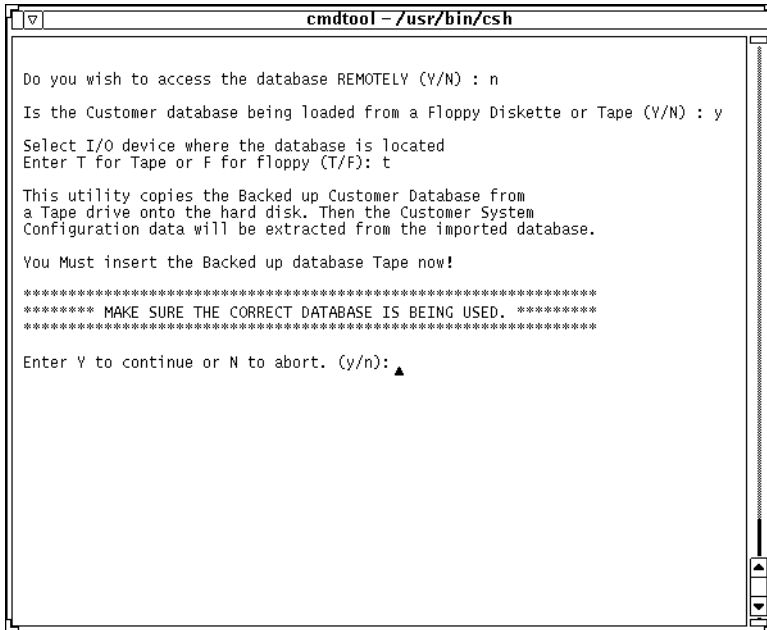 cmdtool – /usr/bin/csh
Do you wish to access the database REMOTELY (Y/N) : n
Is the Customer database being loaded from a Floppy Diskette or Tape (Y/N) : y
Select I/O device where the database is located
Enter T for Tape or F for floppy (T/F): t
This utility copies the Backed up Customer Database from
a Tape drive onto the hard disk. Then the Customer System
Configuration data will be extracted from the imported database.
You Must insert the Backed up database Tape now!
****************************************************************
******** MAKE SURE THE CORRECT DATABASE IS BEING USED. *********
****************************************************************
Enter Y to continue or N to abort. (y/n):